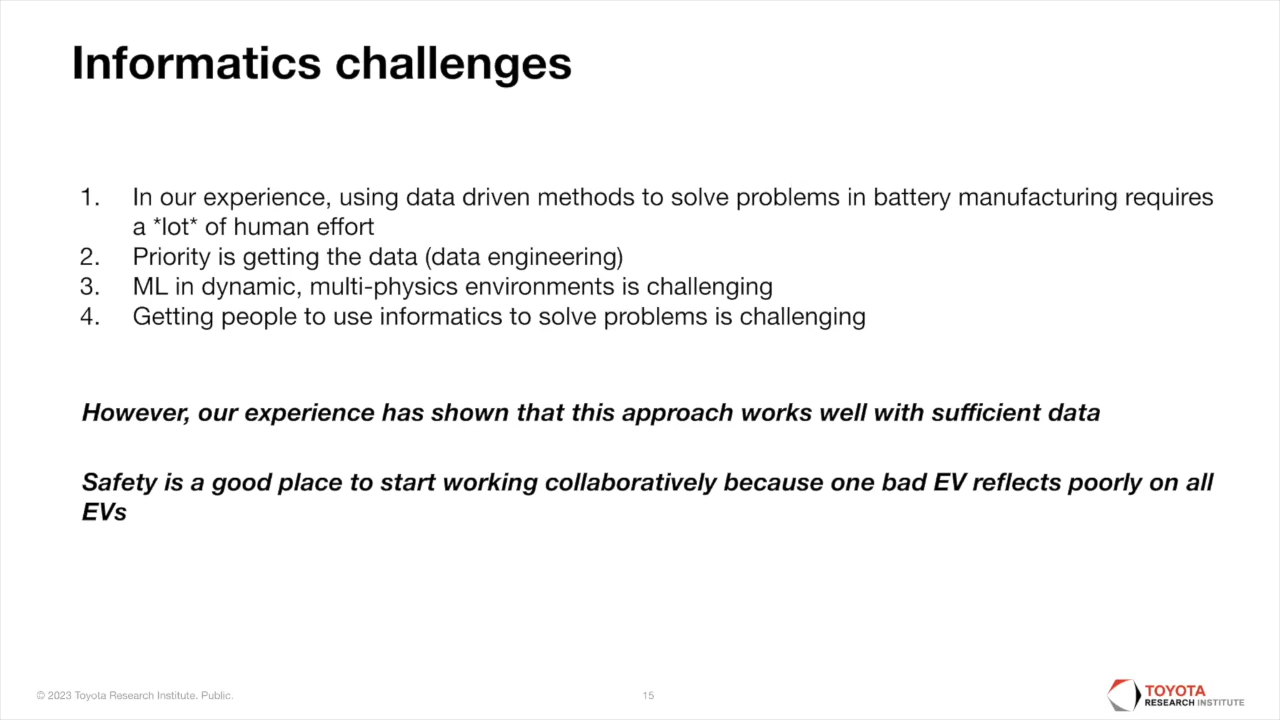 Informatics challenges
1. In our experience, using data driven methods to solve problems in battery manufacturing requires
a *lot* of human effort
2. Priority is getting the data (data engineering)
3. ML in dynamic, multi-physics environments is challenging
4. Getting people to use informatics to solve problems is challenging
However, our experience has shown that this approach works well with sufficient data
Safety is a good place to start working collaboratively because one bad EV reflects poorly on all
EVs
© 2023 Toyota Research Institute. Public.
15
TOYOTA
RESEARCH INSTITUTE